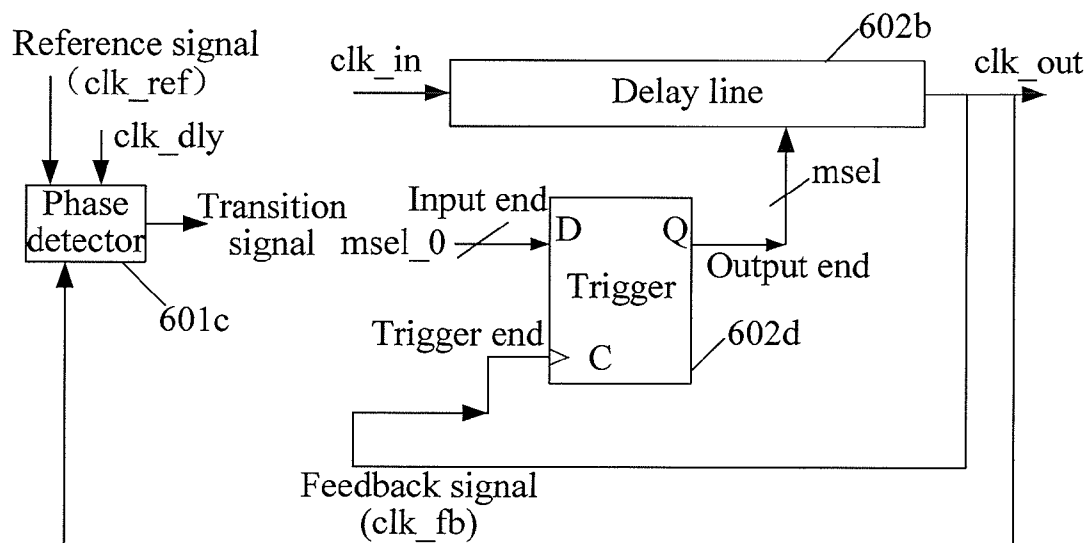 602b
Reference signal
（clk_ref）
clk_in
Delay line
clk_out
clk_dly
msel
Phase
detector
Transition
signal
Input end
msel_0
D
Q
Output end
Trigger
601c
Trigger end
C
602d
Feedback signal
(clk_fb)